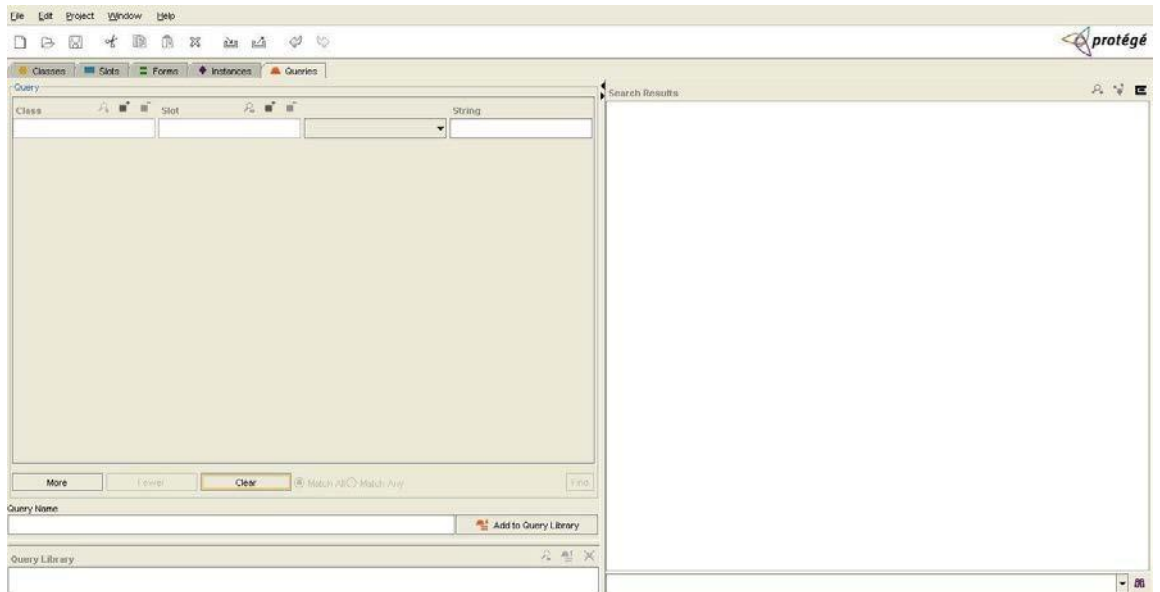 File Edit Project Window Help
protégé
Classes Slots Forms Instances Queries
Query
Search Results
Class Slot String
More Fewer Clear Match All Match Any Find
Query Name
Add to Query Library
Query Library